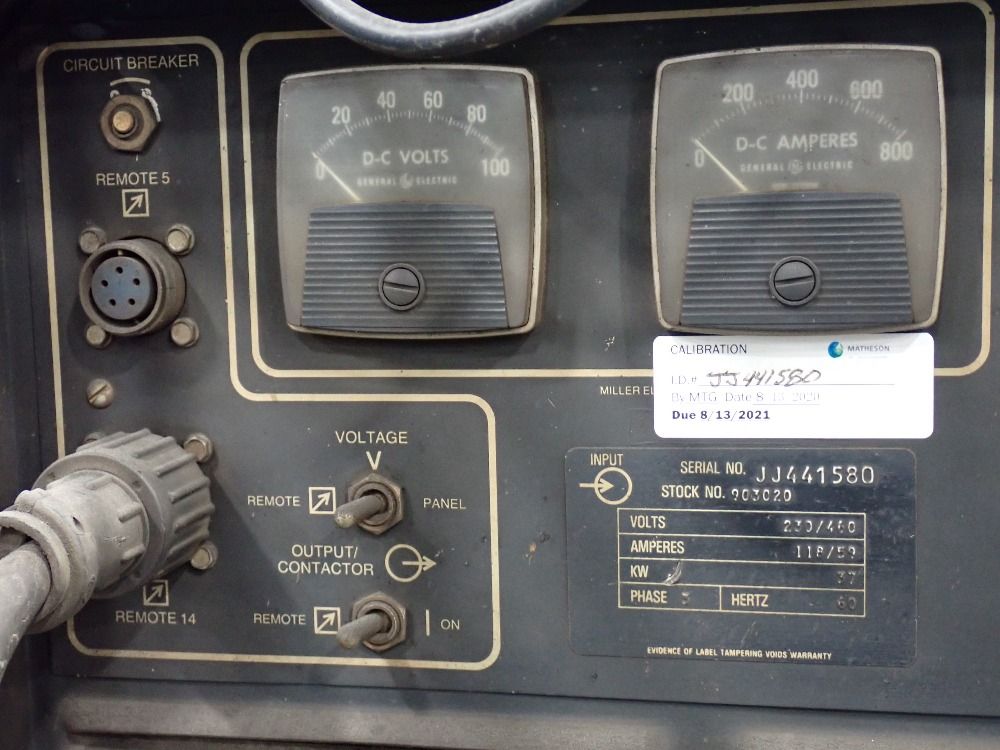 CIRCUIT BREAKER
REMOTE 5
0 20 40 60 80 100
D-C VOLTS
GENERAL GE ELECTRIC
0 200 400 600 800
D-C AMPERES
GENERAL GE ELECTRIC
CALIBRATION MATHESON
I.D.# JJ441580
By MTG Date 8-13-2020
Due 8/13/2021
MILLER EL
VOLTAGE
V
REMOTE PANEL
OUTPUT/
CONTACTOR
REMOTE | ON
REMOTE 14
INPUT
SERIAL NO. JJ441580
STOCK NO. 903020
VOLTS 230/460
AMPERES 118/59
KW 37
PHASE 3 HERTZ 60
EVIDENCE OF LABEL TAMPERING VOIDS WARRANTY